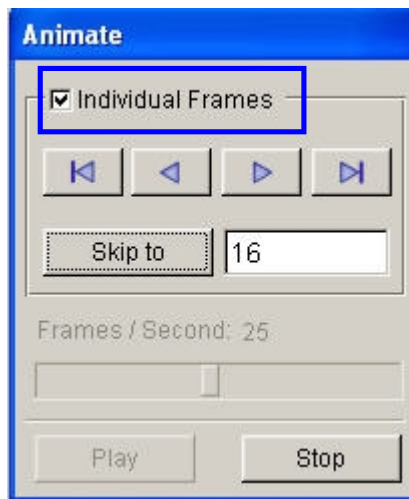 Animate
Individual Frames
Skip to 16
Frames / Second: 25
Play Stop